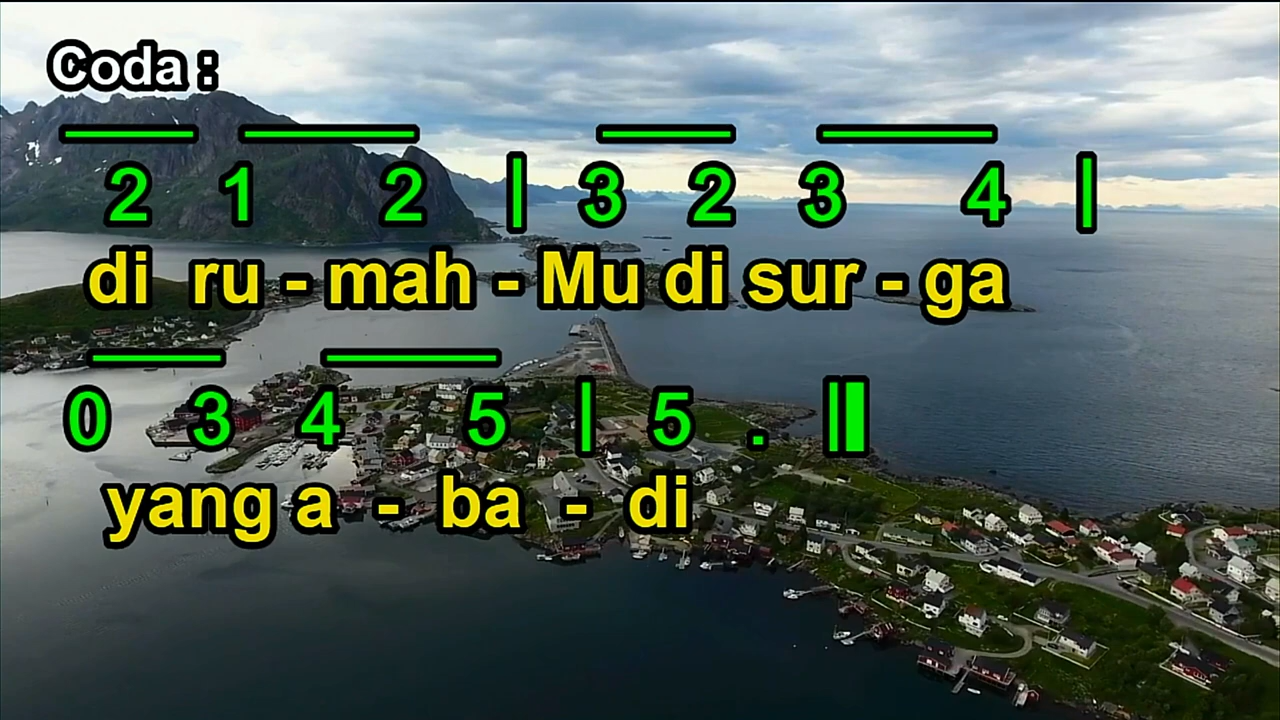 Coda :
2 1 2 | 3 2 3 4 |
di ru - mah - Mu di sur - ga
0 3 4 5 | 5 . ||
yang a - ba - di